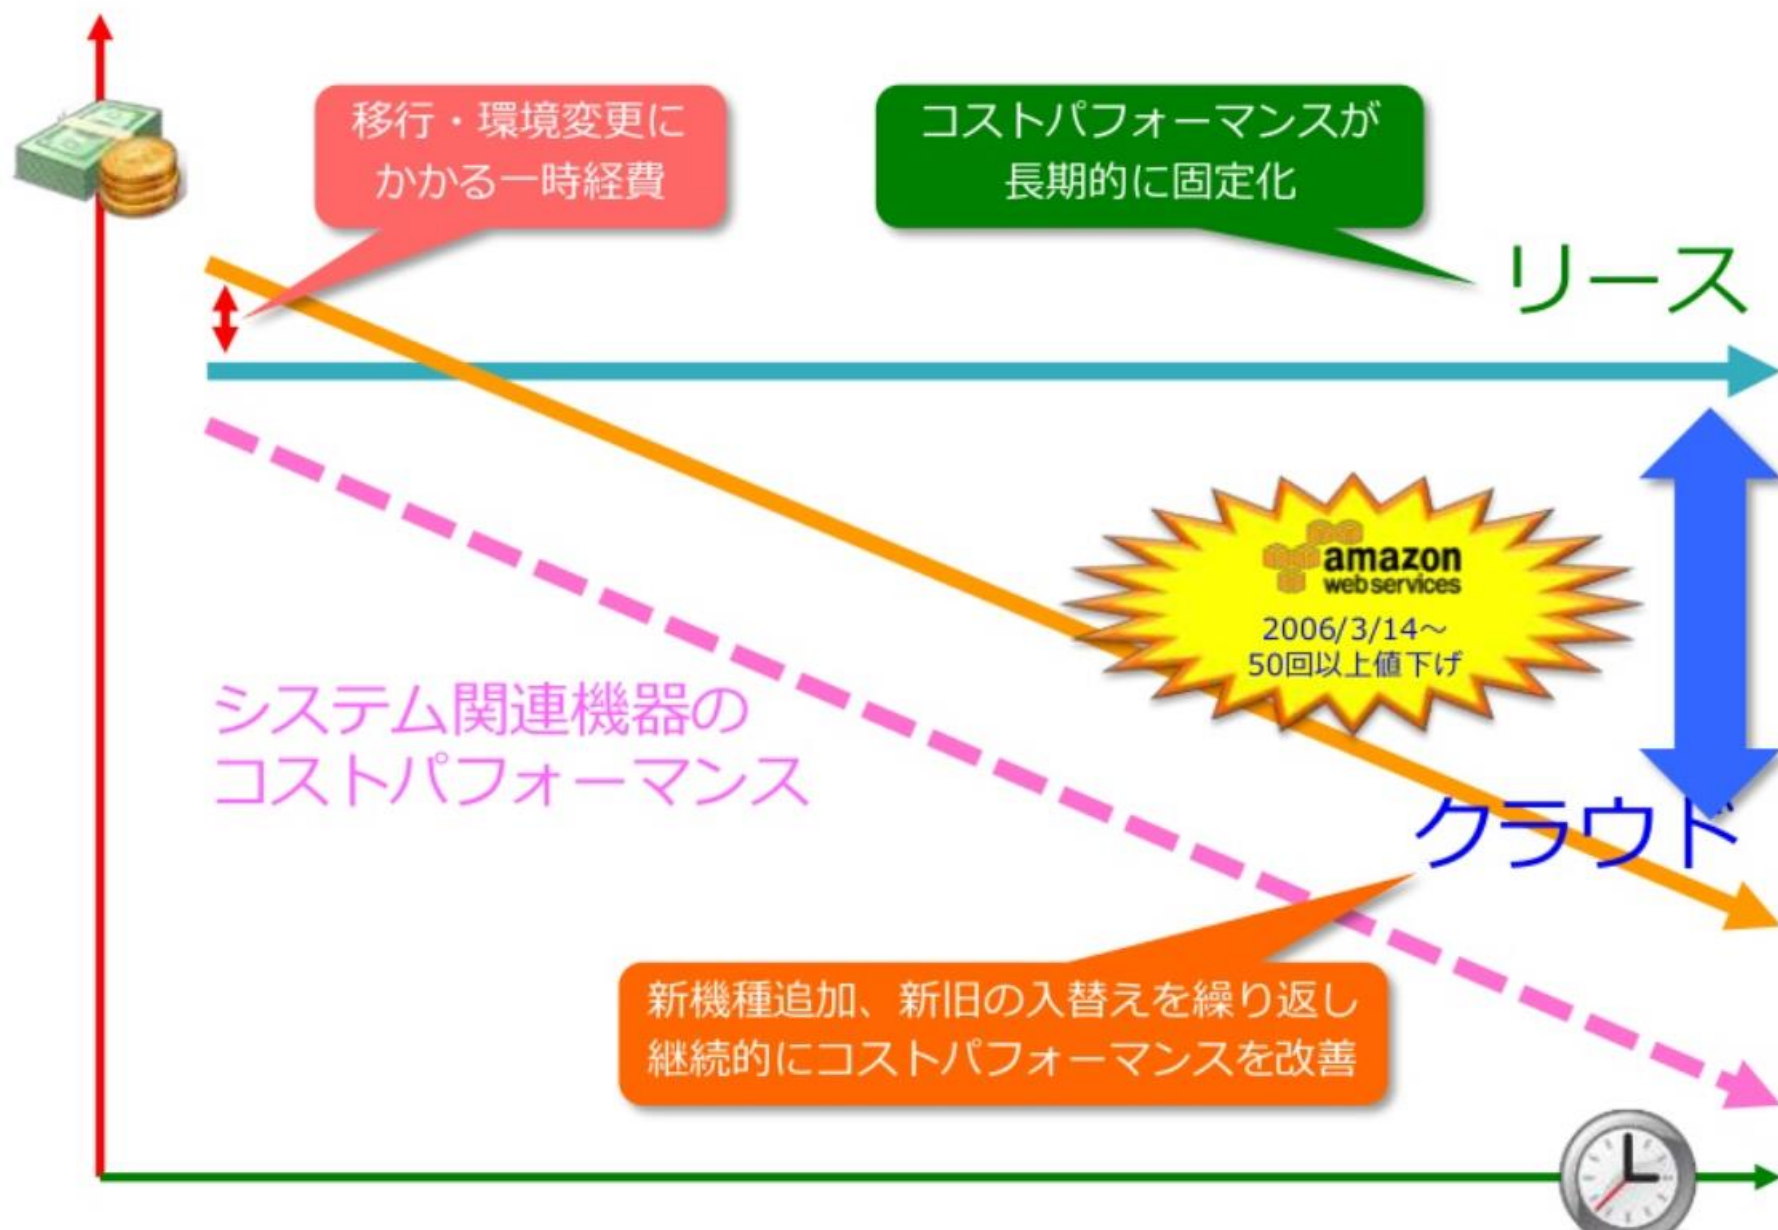 移行・環境変更に
かかる一時経費
コストパフォーマンスが
長期的に固定化
リース
amazon
webservices
2006/3/14～
50回以上値下げ
システム関連機器の
コストパフォーマンス
クラウド
新機種追加、新旧の入替えを繰り返し
継続的にコストパフォーマンスを改善